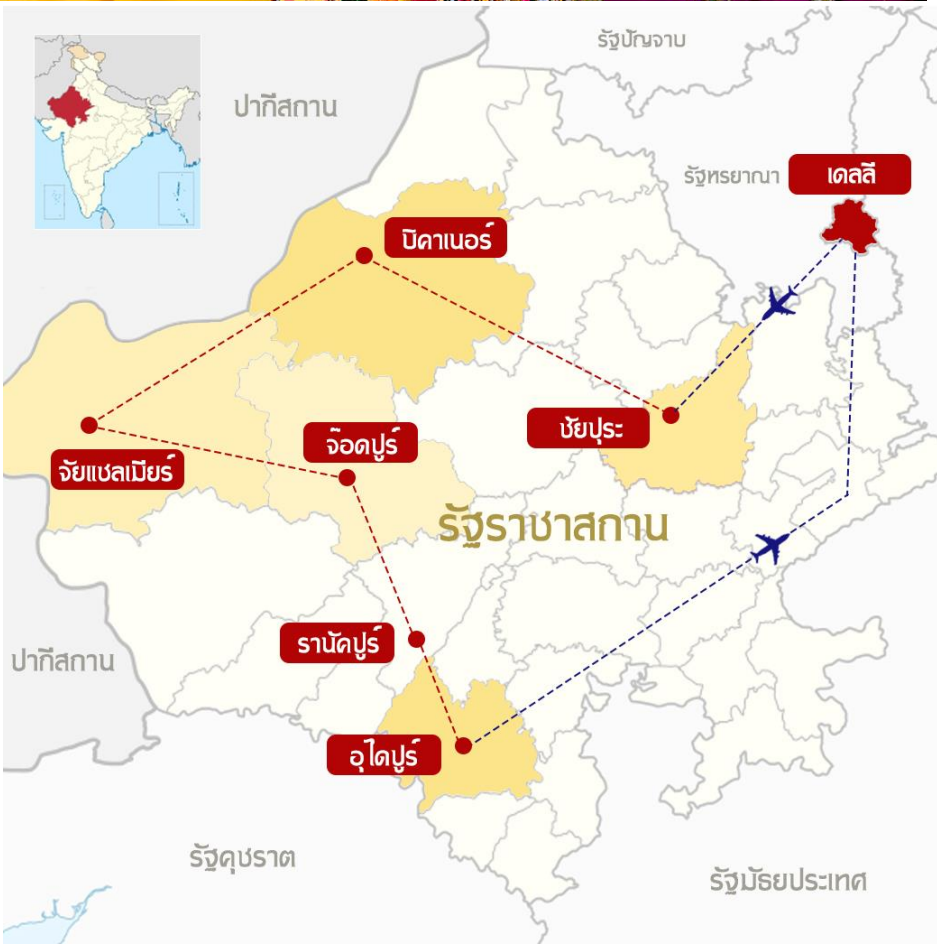 รัฐปัญจาบ
ปากีสถาน
รัฐหรยาณา
เดลลี
บิคาเนอร์
ชัยปุระ
จ๊อดปูร์
จัยแชลเมียร์
รัฐราชาสถาน
รานัคปูร์
ปากีสถาน
อุไดปูร์
รัฐคุชราต
รัฐมัธยประเทศ